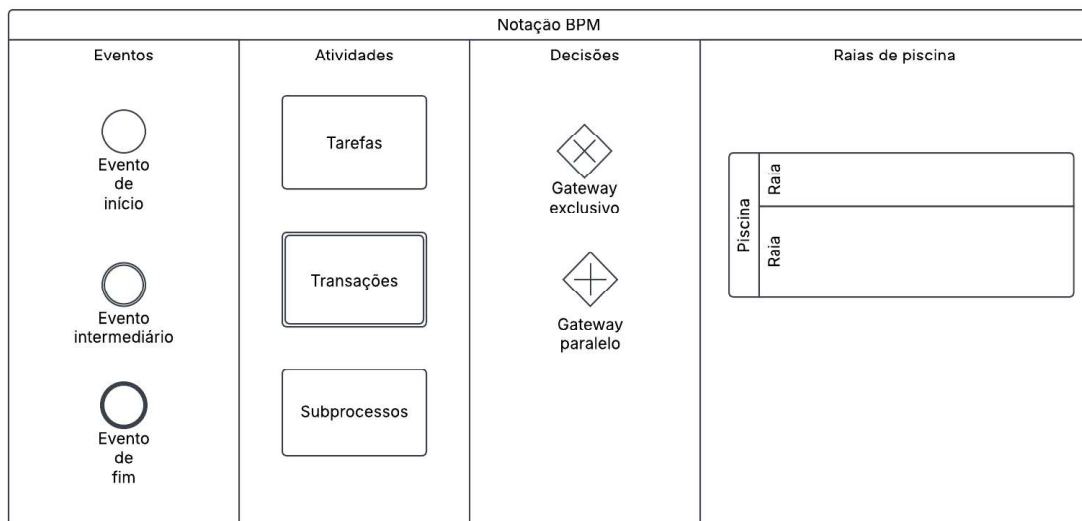 Notação BPM
Eventos
Atividades
Decisões
Raias de piscina
Evento
de
início
Evento
intermediário
Evento
de
fim
Tarefas
Transações
Subprocessos
Gateway
exclusivo
Gateway
paralelo
Piscina
Raia
Raia